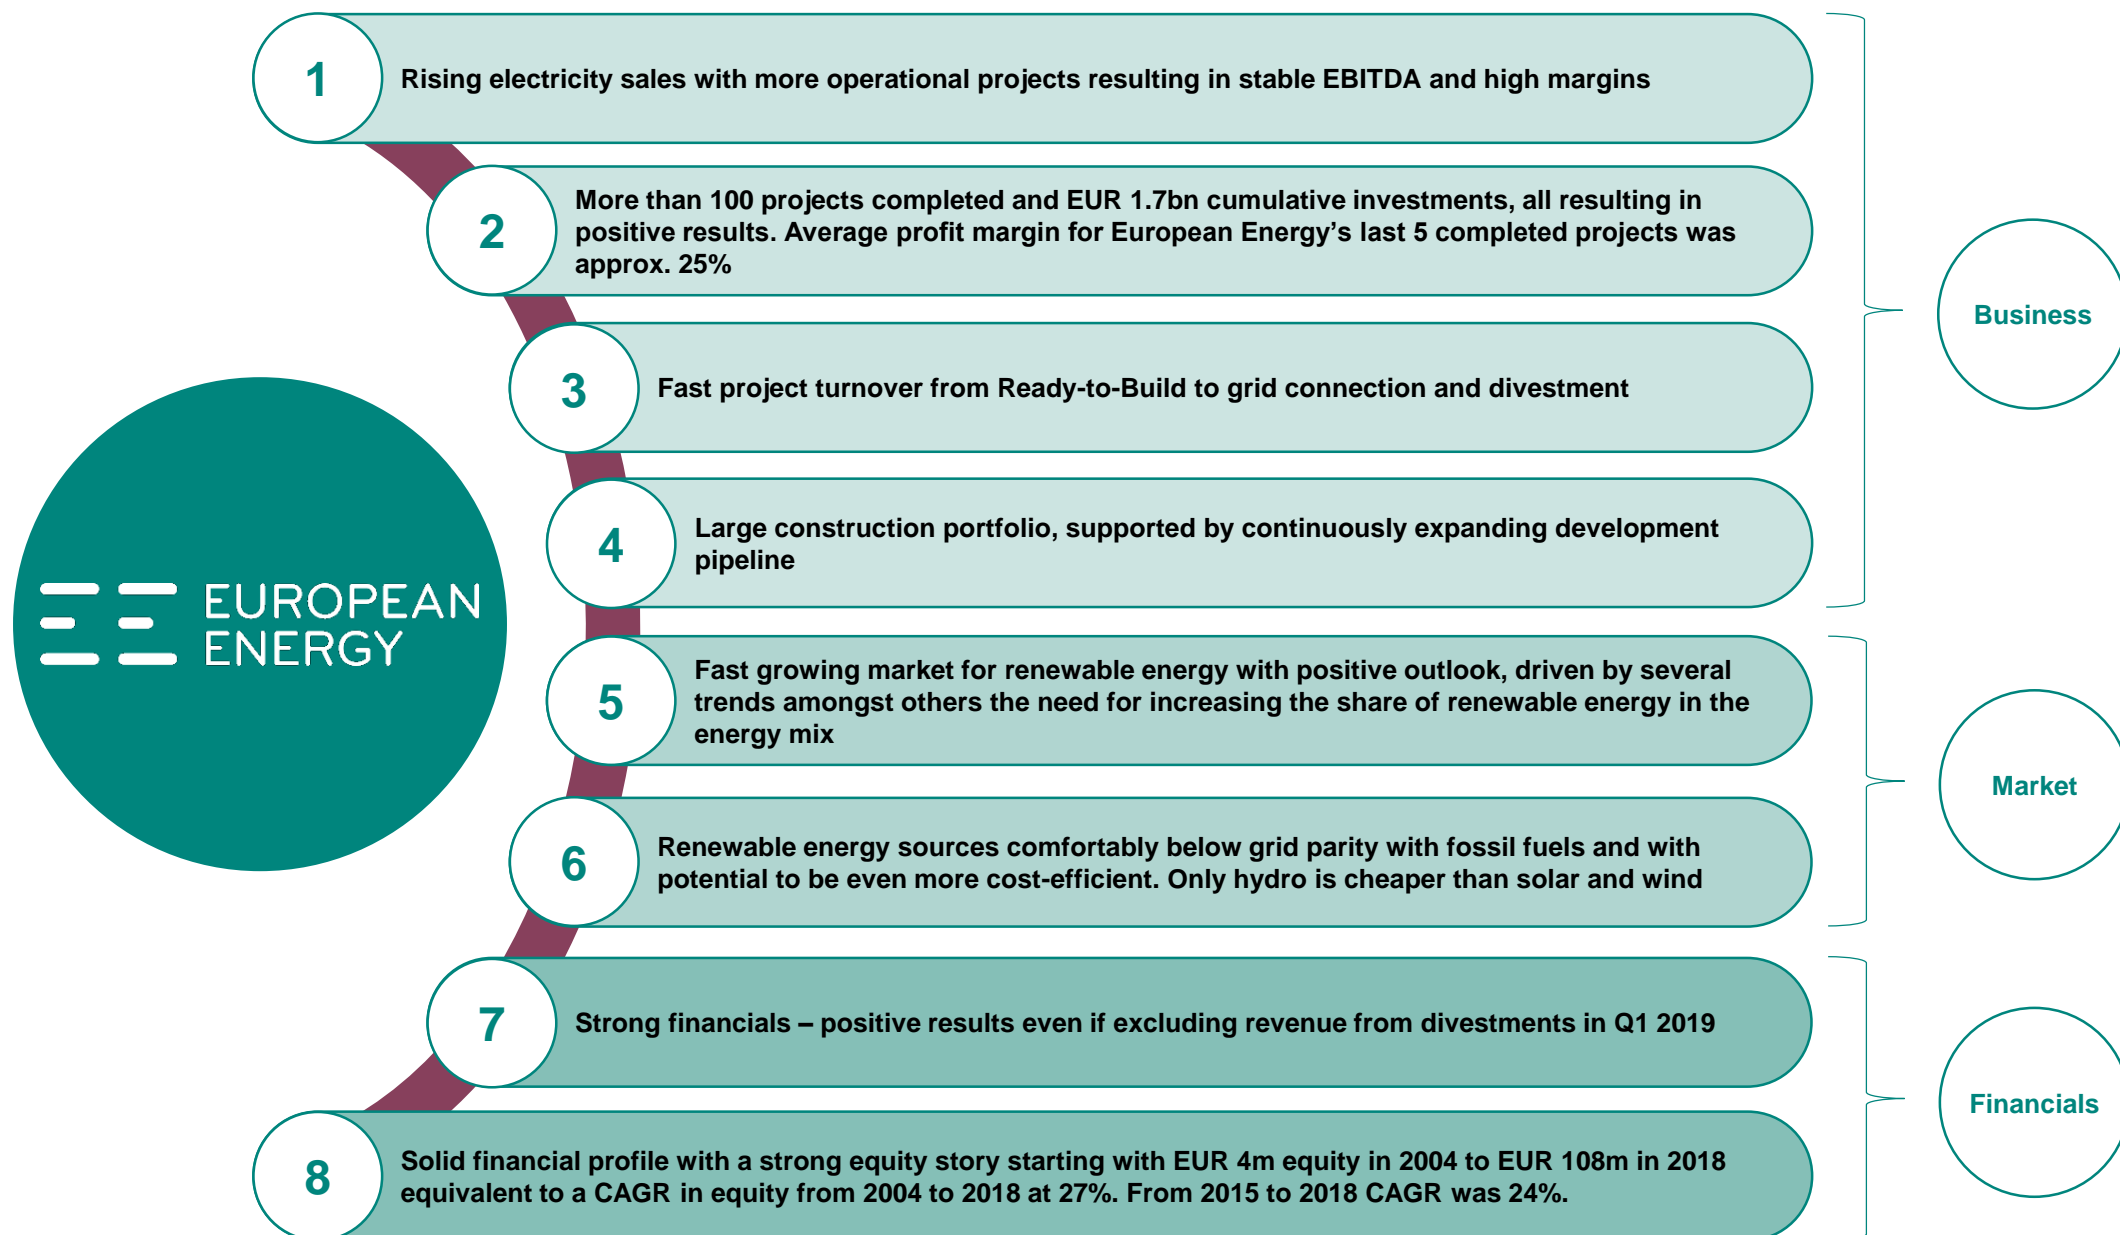 1
Rising electricity sales with more operational projects resulting in stable EBITDA and high margins
2
More than 100 projects completed and EUR 1.7bn cumulative investments, all resulting in
positive results. Average profit margin for European Energy’s last 5 completed projects was
approx. 25%
3
Fast project turnover from Ready-to-Build to grid connection and divestment
4
Large construction portfolio, supported by continuously expanding development
pipeline
Business
EUROPEAN
ENERGY
5
Fast growing market for renewable energy with positive outlook, driven by several
trends amongst others the need for increasing the share of renewable energy in the
energy mix
6
Renewable energy sources comfortably below grid parity with fossil fuels and with
potential to be even more cost-efficient. Only hydro is cheaper than solar and wind
Market
7
Strong financials – positive results even if excluding revenue from divestments in Q1 2019
8
Solid financial profile with a strong equity story starting with EUR 4m equity in 2004 to EUR 108m in 2018
equivalent to a CAGR in equity from 2004 to 2018 at 27%. From 2015 to 2018 CAGR was 24%.
Financials